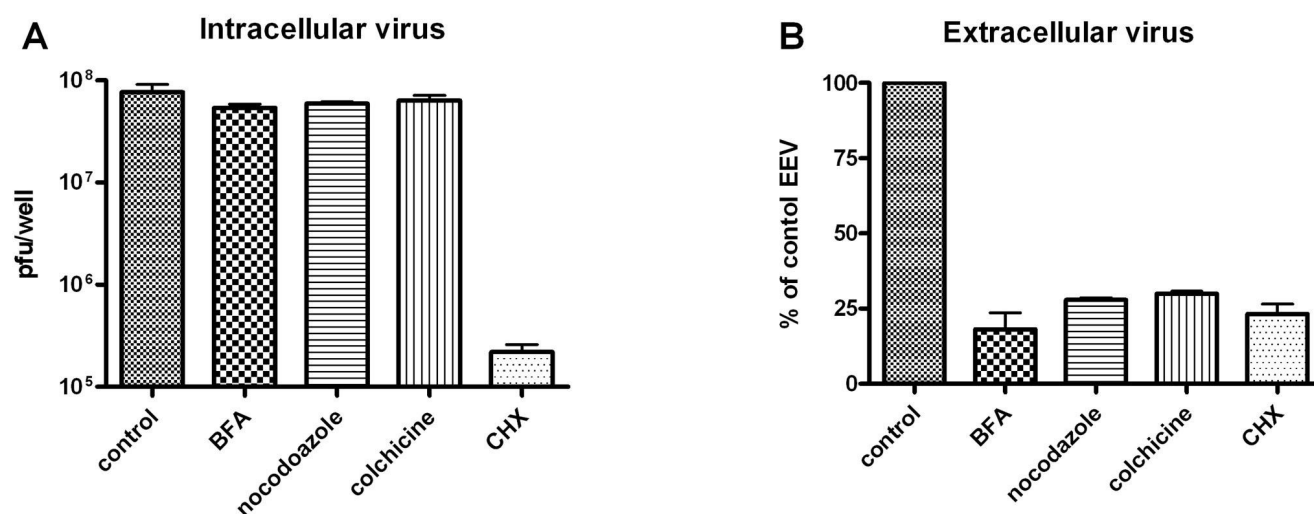 A
Intracellular virus
pfu/well
10⁸
10⁷
10⁶
10⁵
control
BFA
nocodoazole
colchicine
CHX
B
Extracellular virus
% of contol EEV
100
75
50
25
0
control
BFA
nocodazole
colchicine
CHX